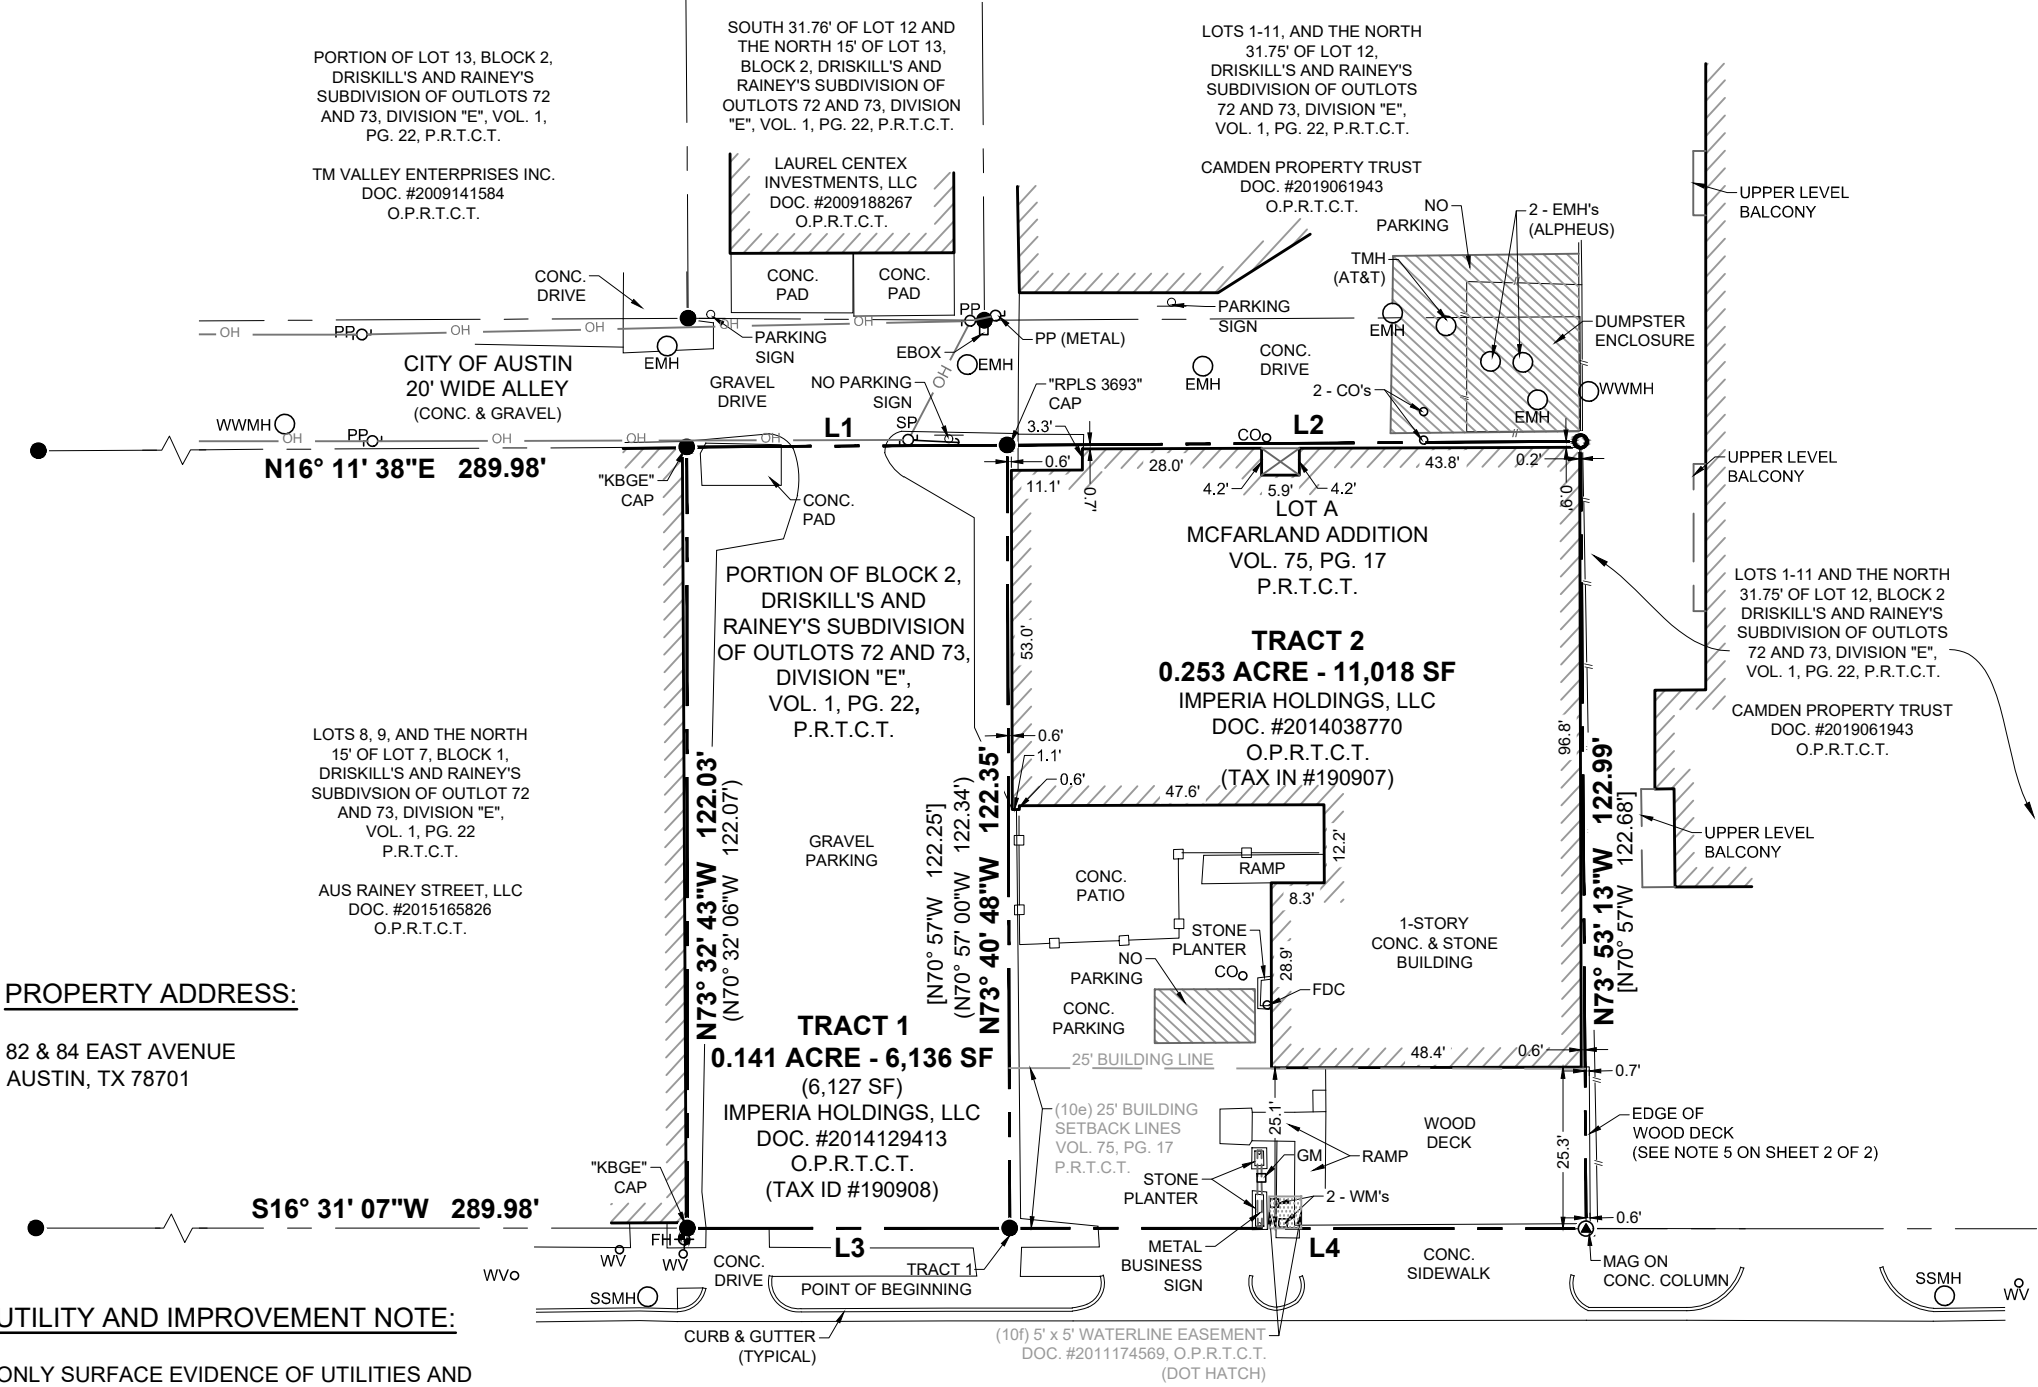 PORTION OF LOT 13, BLOCK 2,
DRISKILL'S AND RAINEY'S
SUBDIVISION OF OUTLOTS 72
AND 73, DIVISION "E", VOL. 1,
PG. 22, P.R.T.C.T.
TM VALLEY ENTERPRISES INC.
DOC. #2009141584
O.P.R.T.C.T.
SOUTH 31.76' OF LOT 12 AND
THE NORTH 15' OF LOT 13,
BLOCK 2, DRISKILL'S AND
RAINEY'S SUBDIVISION OF
OUTLOTS 72 AND 73, DIVISION
"E", VOL. 1, PG. 22, P.R.T.C.T.
LAUREL CENTEX
INVESTMENTS, LLC
DOC. #2009188267
O.P.R.T.C.T.
LOTS 1-11, AND THE NORTH
31.75' OF LOT 12,
DRISKILL'S AND RAINEY'S
SUBDIVISION OF OUTLOTS
72 AND 73, DIVISION "E",
VOL. 1, PG. 22, P.R.T.C.T.
CAMDEN PROPERTY TRUST
DOC. #2019061943
O.P.R.T.C.T.
NO
PARKING
2 - EMH's
(ALPHEUS)
TMH
(AT&T)
UPPER LEVEL
BALCONY
CONC.
DRIVE
CONC.
PAD
CONC.
PAD
PARKING
SIGN
DUMPSTER
ENCLOSURE
EMH
OH
PP
OH
OH
OH
OH
PP
PARKING
SIGN
PP (METAL)
EBOX
EMH
EMH
CONC.
DRIVE
EMH
CITY OF AUSTIN
20' WIDE ALLEY
(CONC. & GRAVEL)
GRAVEL
DRIVE
NO PARKING
SIGN
OH
"RPLS 3693"
CAP
2 - CO's
EMH
WWMH
WWMH
OH
PP
OH
OH
OH
L1
SP
3.3'
CO
L2
N16° 11' 38"E 289.98'
"KBGE"
CAP
CONC.
PAD
0.6'
11.1'
0.7'
28.0'
4.2'
5.9'
4.2'
43.8'
0.2'
0.9'
UPPER LEVEL
BALCONY
LOT A
MCFARLAND ADDITION
VOL. 75, PG. 17
P.R.T.C.T.
TRACT 2
0.253 ACRE - 11,018 SF
IMPERIA HOLDINGS, LLC
DOC. #2014038770
O.P.R.T.C.T.
(TAX IN #190907)
PORTION OF BLOCK 2,
DRISKILL'S AND
RAINEY'S SUBDIVISION
OF OUTLOTS 72 AND 73,
DIVISION "E",
VOL. 1, PG. 22,
P.R.T.C.T.
53.0'
LOTS 1-11 AND THE NORTH
31.75' OF LOT 12, BLOCK 2
DRISKILL'S AND RAINEY'S
SUBDIVISION OF OUTLOTS
72 AND 73, DIVISION "E",
VOL. 1, PG. 22, P.R.T.C.T.
CAMDEN PROPERTY TRUST
DOC. #2019061943
O.P.R.T.C.T.
LOTS 8, 9, AND THE NORTH
15' OF LOT 7, BLOCK 1,
DRISKILL'S AND RAINEY'S
SUBDIVSION OF OUTLOT 72
AND 73, DIVISION "E",
VOL. 1, PG. 22
P.R.T.C.T.
AUS RAINEY STREET, LLC
DOC. #2015165826
O.P.R.T.C.T.
N73° 32' 43"W 122.03'
(N70° 32' 06"W 122.07')
GRAVEL
PARKING
[N70° 57'W 122.25']
(N70° 57' 00"W 122.34')
N73° 40' 48"W 122.35'
0.6'
1.1'
0.6'
47.6'
12.2'
96.8'
N73° 53' 13"W 122.99'
[N70° 57'W 122.68']
UPPER LEVEL
BALCONY
CONC.
PATIO
RAMP
8.3'
STONE
PLANTER
NO
PARKING
CO
28.9'
FDC
CONC.
PARKING
1-STORY
CONC. & STONE
BUILDING
PROPERTY ADDRESS:
82 & 84 EAST AVENUE
AUSTIN, TX 78701
TRACT 1
0.141 ACRE - 6,136 SF
(6,127 SF)
IMPERIA HOLDINGS, LLC
DOC. #2014129413
O.P.R.T.C.T.
(TAX ID #190908)
25' BUILDING LINE
48.4'
0.6'
0.7'
(10e) 25' BUILDING
SETBACK LINES
VOL. 75, PG. 17
P.R.T.C.T.
25.1'
WOOD
DECK
25.3'
EDGE OF
WOOD DECK
(SEE NOTE 5 ON SHEET 2 OF 2)
GM
RAMP
STONE
PLANTER
2 - WM's
"KBGE"
CAP
S16° 31' 07"W 289.98'
FH
WV
WV
WV
CONC.
DRIVE
L3
TRACT 1
POINT OF BEGINNING
METAL
BUSINESS
SIGN
L4
CONC.
SIDEWALK
0.6'
MAG ON
CONC. COLUMN
SSMH
WV
SSMH
UTILITY AND IMPROVEMENT NOTE:
CURB & GUTTER
(TYPICAL)
(10f) 5' x 5' WATERLINE EASEMENT
DOC. #2011174569, O.P.R.T.C.T.
(DOT HATCH)
ONLY SURFACE EVIDENCE OF UTILITIES AND